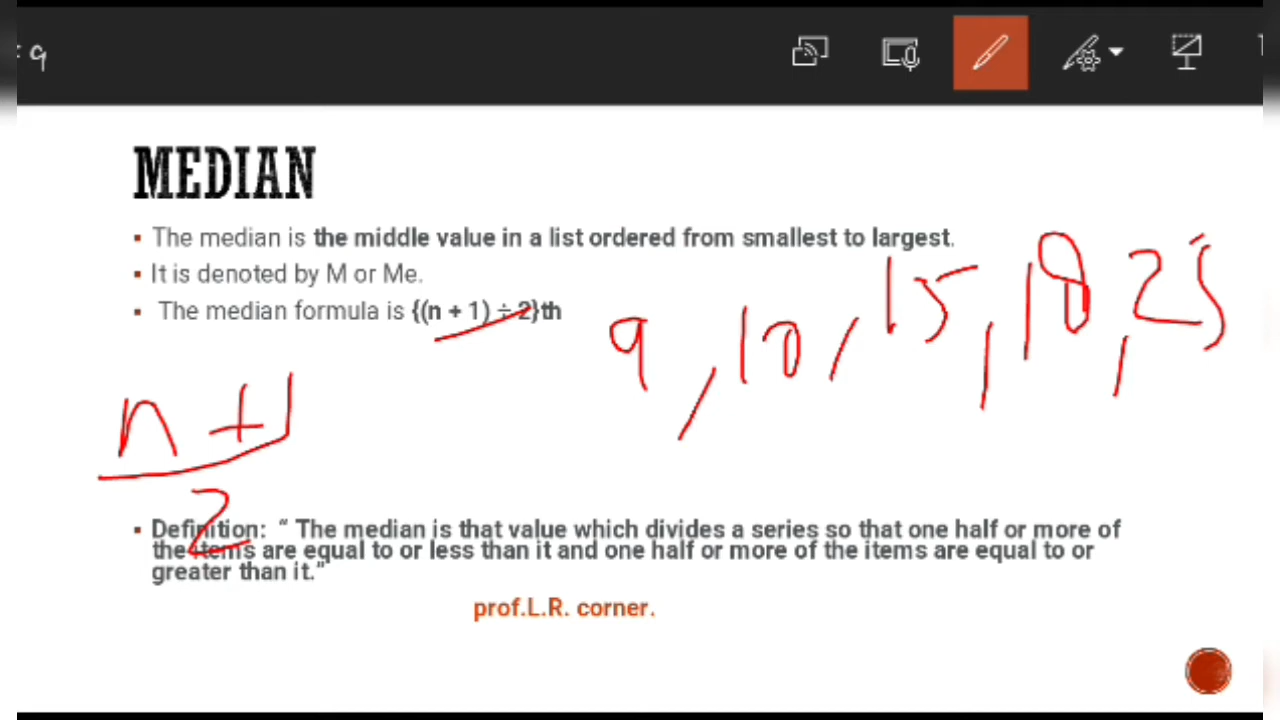 9
MEDIAN
▪ The median is the middle value in a list ordered from smallest to largest.
▪ It is denoted by M or Me.
▪ The median formula is {(n + 1) ÷ 2}th
9, 10, 15, 18, 25
n + 1
2
▪ Definition: “ The median is that value which divides a series so that one half or more of
the items are equal to or less than it and one half or more of the items are equal to or
greater than it.”
prof.L.R. corner.